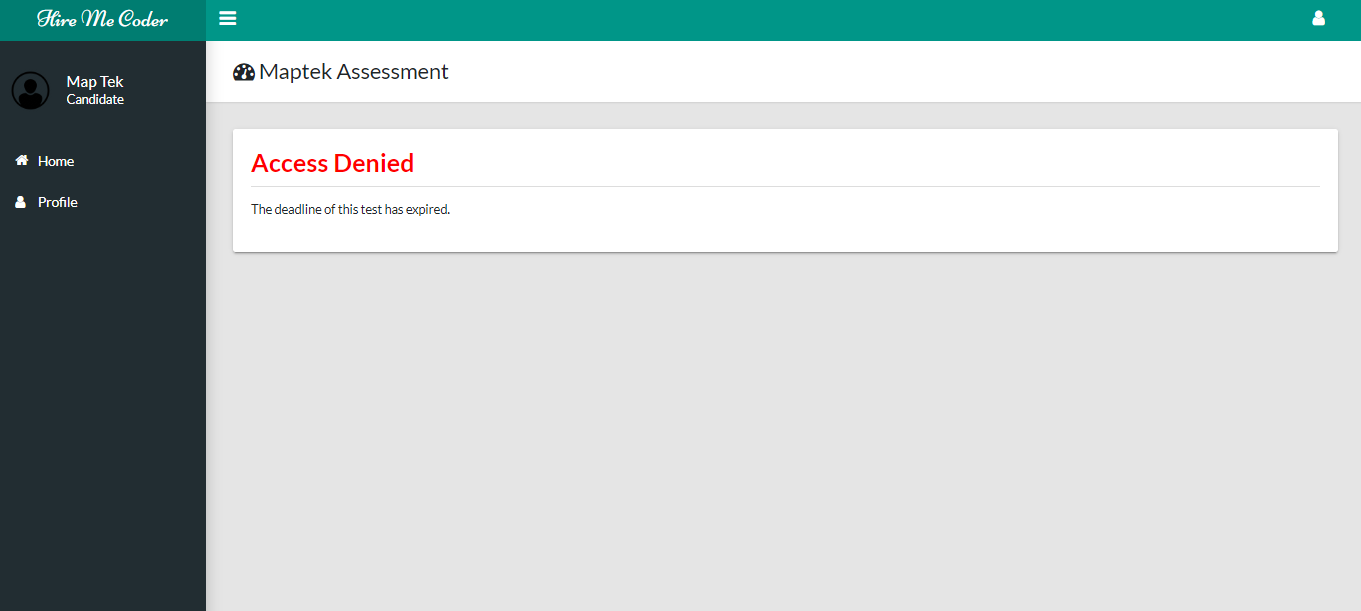 Hire Me Coder
Map Tek
Candidate
Home
Profile
Maptek Assessment
Access Denied
The deadline of this test has expired.